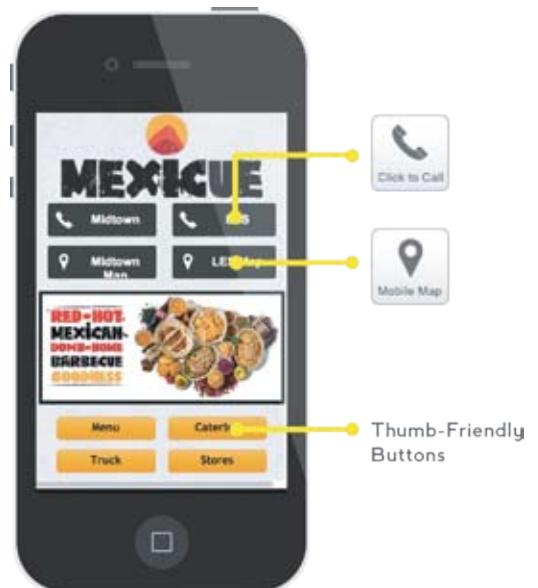 MEXICUE
Midtown
Click to Call
Midtown
Map
Mobile Map
RED-HOT
MEXICAN
DOWN-HOME
BARBECUE
GOODNESS
Menu
Thumb-Friendly
Buttons
Truck
Stores